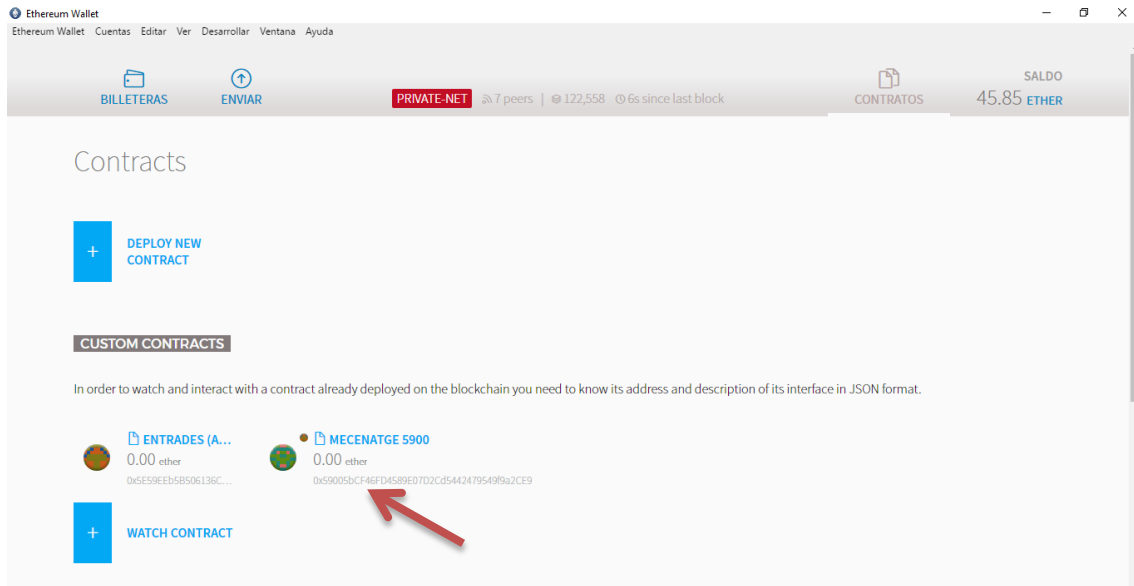 Ethereum Wallet
Ethereum Wallet Cuentas Editar Ver Desarrollar Ventana Ayuda
BILLETERAS
ENVIAR
PRIVATE-NET 7 peers | 122,558 6s since last block
CONTRATOS
SALDO
45.85 ETHER
Contracts
+ DEPLOY NEW
CONTRACT
CUSTOM CONTRACTS
In order to watch and interact with a contract already deployed on the blockchain you need to know its address and description of its interface in JSON format.
ENTRADES (A...
0.00 ether
0x5E59EEb5B506136C...
MECENATGE 5900
0.00 ether
0x59005bCF46FD4589E07D2Cd5442479549f9a2CE9
+ WATCH CONTRACT